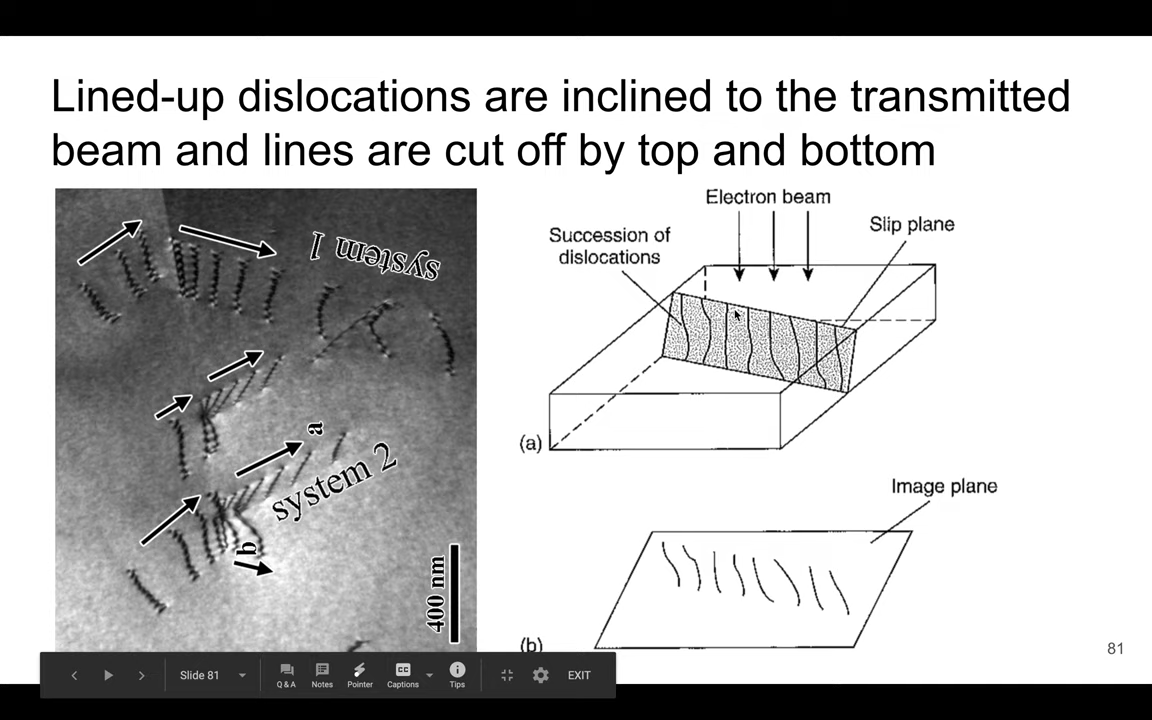 Lined-up dislocations are inclined to the transmitted
beam and lines are cut off by top and bottom
system 1
a
system 2
b
400 nm
Electron beam
Slip plane
Succession of
dislocations
(a)
Image plane
(b)
81
Slide 81
Q & A
Notes
Pointer
Captions
Tips
EXIT